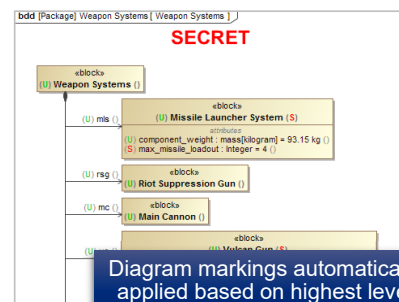 bdd [Package] Weapon Systems [ Weapon Systems ]
SECRET
«block»
(U) Weapon Systems ()
«block»
(U) mls ()
(U) Missile Launcher System (S)
attributes
(U) component_weight : mass[kilogram] = 93.15 kg ()
(S) max_missile_loadout : Integer = 4 ()
(U) rsg ()
«block»
(U) Riot Suppression Gun ()
(U) mc ()
«block»
(U) Main Cannon ()
«block»
(U) Vulcan Gun (S)
(U)
Diagram markings
applied based on highest